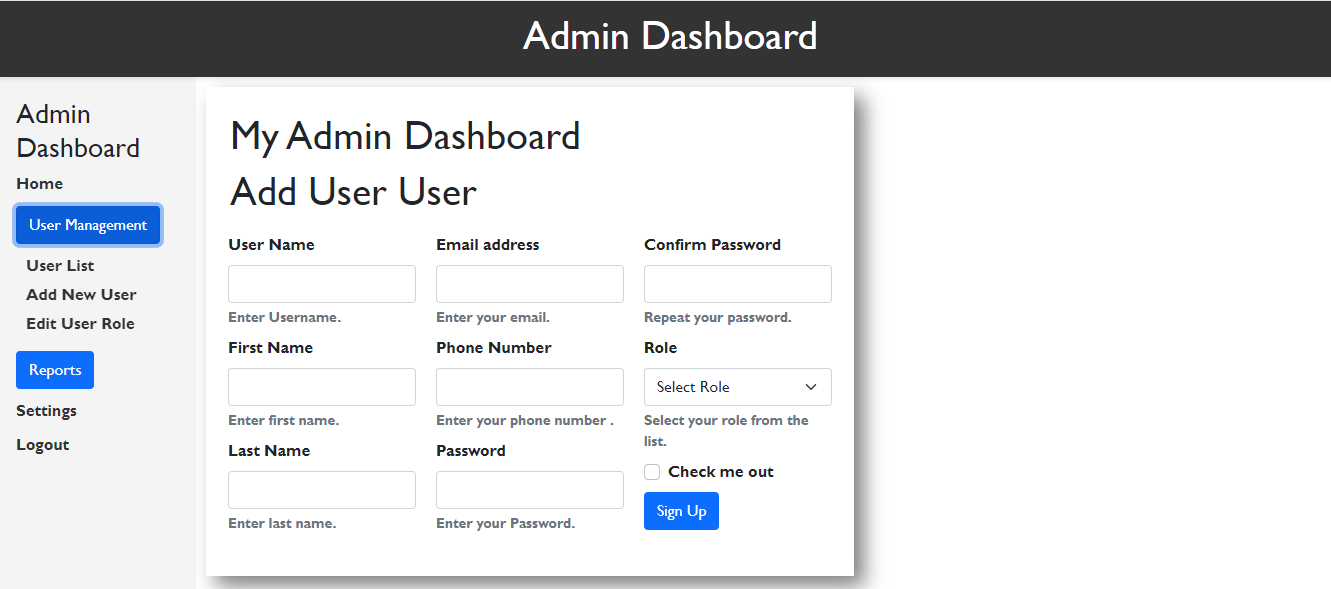 Admin Dashboard
Admin
Dashboard
Home
User Management
User List
Add New User
Edit User Role
Reports
Settings
Logout
My Admin Dashboard
Add User User
User Name
Enter Username.
First Name
Enter first name.
Last Name
Enter last name.
Email address
Enter your email.
Phone Number
Enter your phone number .
Password
Enter your Password.
Confirm Password
Repeat your password.
Role
Select Role
Select your role from the
list.
Check me out
Sign Up